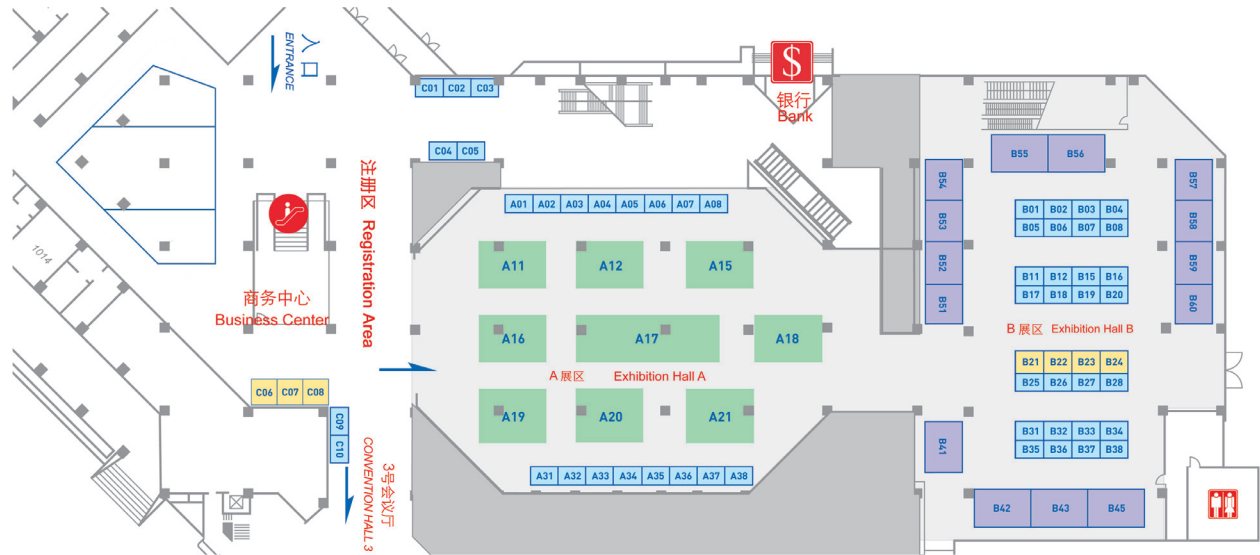 入口
ENTRANCE
$
银行
Bank
C01 C02 C03
C04 C05
注册区 Registration Area
1014
商务中心
Business Center
C06 C07 C08
C09
C10
3号会议厅
CONVENTION HALL 3
A01 A02 A03 A04 A05 A06 A07 A08
A11 A12 A15
A16 A17 A18
A展区 Exhibition Hall A
A19 A20 A21
A31 A32 A33 A34 A35 A36 A37 A38
B55 B56
B54
B53
B52
B51
B57
B58
B59
B60
B01 B02 B03 B04
B05 B06 B07 B08
B11 B12 B15 B16
B17 B18 B19 B20
B展区 Exhibition Hall B
B21 B22 B23 B24
B25 B26 B27 B28
B31 B32 B33 B34
B35 B36 B37 B38
B41
B42 B43 B45